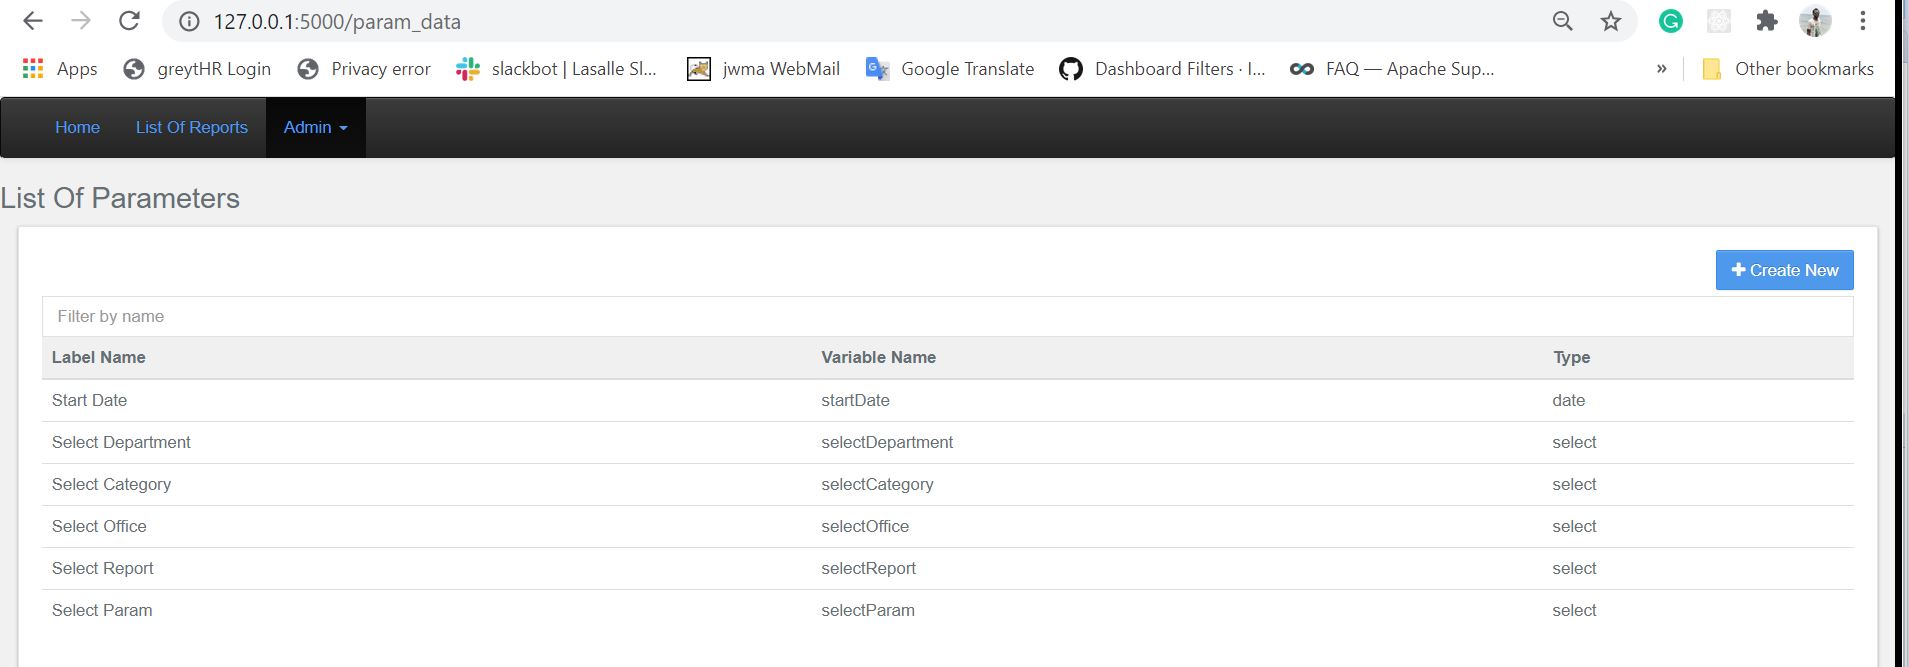 127.0.0.1:5000/param_data
Apps greytHR Login Privacy error slackbot | Lasalle Sl... jwma WebMail Google Translate Dashboard Filters · I... FAQ — Apache Sup... » Other bookmarks
Home List Of Reports Admin
List Of Parameters
Create New
Filter by name
Label Name Variable Name Type
Start Date startDate date
Select Department selectDepartment select
Select Category selectCategory select
Select Office selectOffice select
Select Report selectReport select
Select Param selectParam select